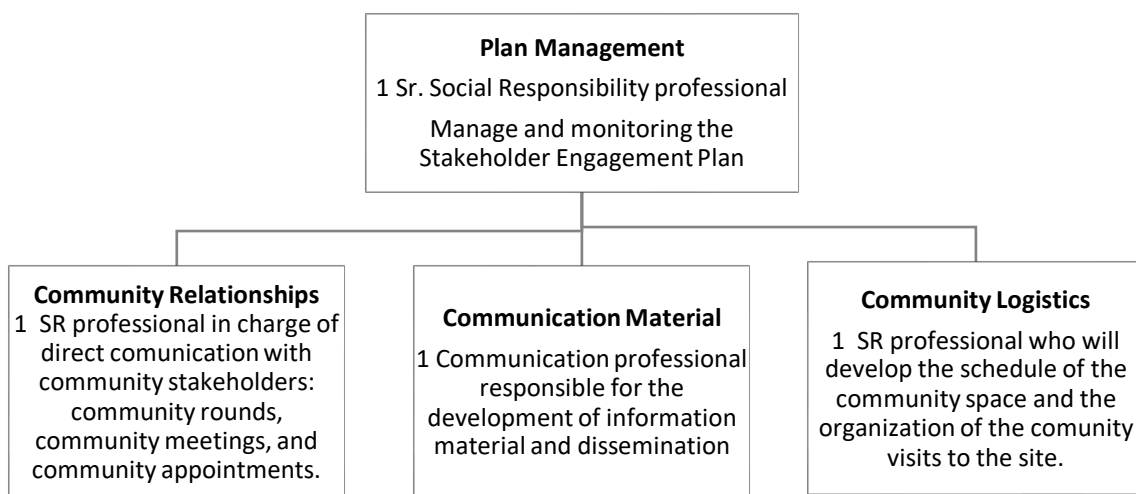 Plan Management
1 Sr. Social Responsibility professional
Manage and monitoring the
Stakeholder Engagement Plan
Community Relationships
1 SR professional in charge of
direct comunication with
community stakeholders:
community rounds,
community meetings, and
community appointments.
Communication Material
1 Communication professional
responsible for the
development of information
material and dissemination
Community Logistics
1 SR professional who will
develop the schedule of the
community space and the
organization of the comunity
visits to the site.